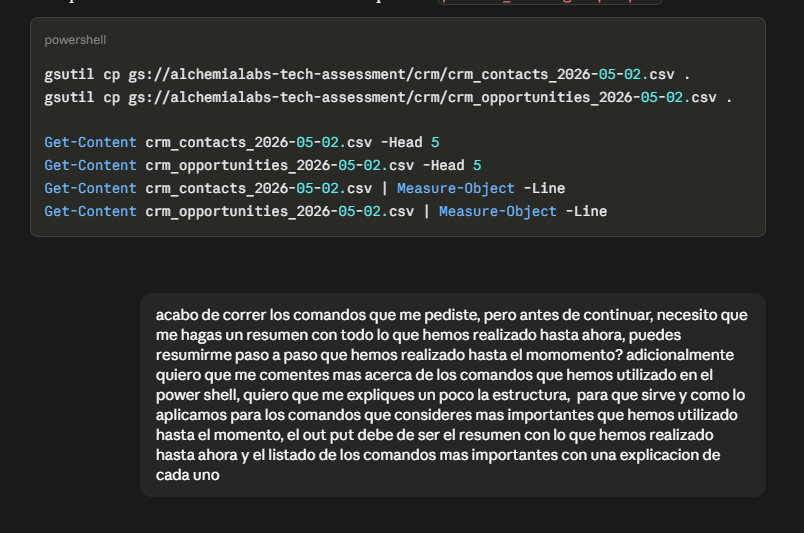 powershell
gsutil cp gs://alchemialabs-tech-assessment/crm/crm_contacts_2026-05-02.csv .
gsutil cp gs://alchemialabs-tech-assessment/crm/crm_opportunities_2026-05-02.csv .
Get-Content crm_contacts_2026-05-02.csv -Head 5
Get-Content crm_opportunities_2026-05-02.csv -Head 5
Get-Content crm_contacts_2026-05-02.csv | Measure-Object -Line
Get-Content crm_opportunities_2026-05-02.csv | Measure-Object -Line
acabo de correr los comandos que me pediste, pero antes de continuar, necesito que
me hagas un resumen con todo lo que hemos realizado hasta ahora, puedes
resumirme paso a paso que hemos realizado hasta el momomento? adicionalmente
quiero que me comentes mas acerca de los comandos que hemos utilizado en el
power shell, quiero que me expliques un poco la estructura,  para que sirve y como lo
aplicamos para los comandos que consideres mas importantes que hemos utilizado
hasta el momento, el out put debe de ser el resumen con lo que hemos realizado
hasta ahora y el listado de los comandos mas importantes con una explicacion de
cada uno